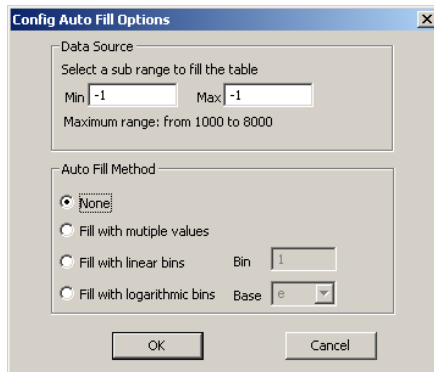 Config Auto Fill Options
Data Source
Select a sub range to fill the table
Min -1 Max -1
Maximum range: from 1000 to 8000
Auto Fill Method
None
Fill with mutiple values
Fill with linear bins Bin 1
Fill with logarithmic bins Base e
OK Cancel